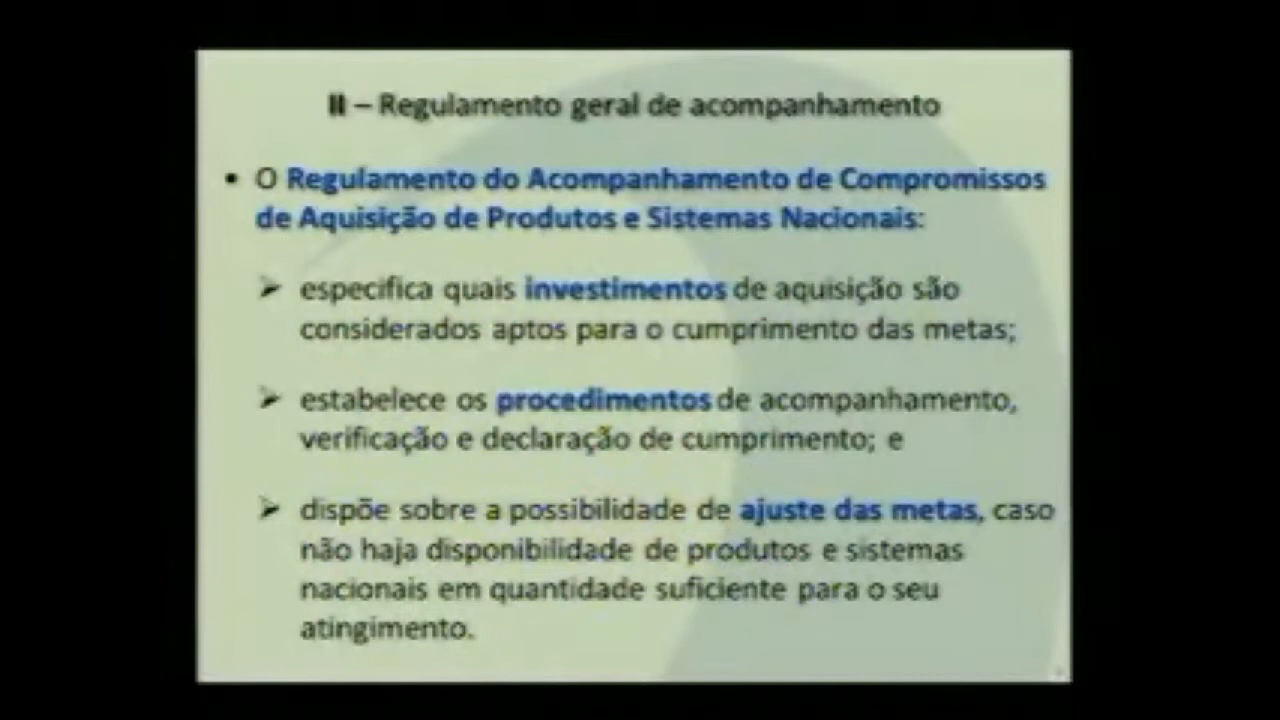 II – Regulamento geral de acompanhamento
• O Regulamento do Acompanhamento de Compromissos
de Aquisição de Produtos e Sistemas Nacionais:
➢ especifica quais investimentos de aquisição são
considerados aptos para o cumprimento das metas;
➢ estabelece os procedimentos de acompanhamento,
verificação e declaração de cumprimento; e
➢ dispõe sobre a possibilidade de ajuste das metas, caso
não haja disponibilidade de produtos e sistemas
nacionais em quantidade suficiente para o seu
atingimento.